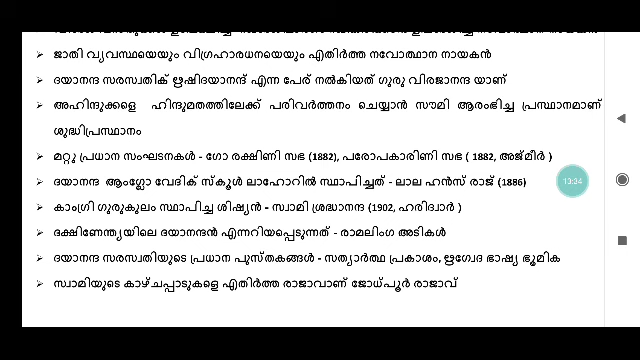 ➢ ജാതി വ്യവസ്ഥയെയും വിഗ്രഹാരധനയെയും എതിർത്ത നവോത്ഥാന നായകൻ
➢ ദയാനന്ദ സരസ്വതിക് ഋഷിദയാനന്ദ് എന്ന പേര് നൽകിയത് ഗുരു വിരജാനന്ദ യാണ്
➢ അഹിന്ദുക്കളെ ഹിന്ദുമതത്തിലേക്ക് പരിവർത്തനം ചെയ്യാൻ സൗമി ആരംഭിച്ച പ്രസ്ഥാനമാണ്
ശുദ്ധിപ്രസ്ഥാനം
➢ മറ്റു പ്രധാന സംഘടനകൾ - ഗോ രക്ഷിണി സഭ (1882), പരോപകാരിണി സഭ ( 1882, അജ്മീർ )
➢ ദയാനന്ദ ആംഗ്ലോ വേദിക് സ്കൂൾ ലാഹോറിൽ സ്ഥാപിച്ചത് - ലാല ഹൻസ് രാജ് (1886)
13:34
➢ കാംഗ്രി ഗുരുകുലം സ്ഥാപിച്ച ശിഷ്യൻ - സ്വാമി ശ്രദ്ധാനന്ദ (1902, ഹരിദ്വാർ )
➢ ദക്ഷിണേന്ത്യയിലെ ദയാനന്ദൻ എന്നറിയപ്പെടുന്നത് - രാമലിംഗ അടികൾ
➢ ദയാനന്ദ സരസ്വതിയുടെ പ്രധാന പുസ്തകങ്ങൾ - സത്യാർത്ഥ പ്രകാശം, ഋഗ്വേദ ഭാഷ്യ ഭൂമിക
➢ സ്വാമിയുടെ കാഴ്ചപ്പാടുകളെ എതിർത്ത രാജാവാണ് ജോധ്പൂർ രാജാവ്